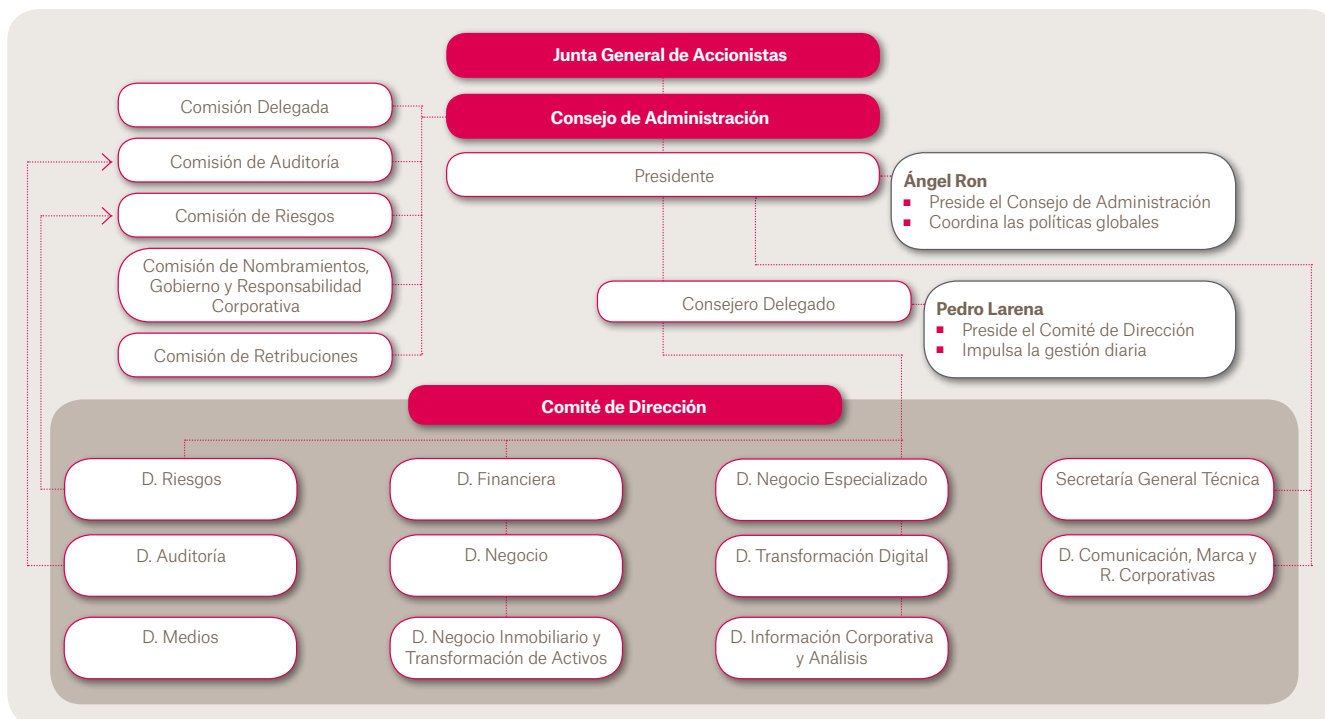 Junta General de Accionistas
Consejo de Administración
Comisión Delegada
Comisión de Auditoría
Comisión de Riesgos
Comisión de Nombramientos,
Gobierno y Responsabilidad
Corporativa
Comisión de Retribuciones
Presidente
Ángel Ron
▪ Preside el Consejo de Administración
▪ Coordina las políticas globales
Consejero Delegado
Pedro Larena
▪ Preside el Comité de Dirección
▪ Impulsa la gestión diaria
Comité de Dirección
D. Riesgos
D. Financiera
D. Negocio Especializado
Secretaría General Técnica
D. Auditoría
D. Negocio
D. Transformación Digital
D. Comunicación, Marca y
R. Corporativas
D. Medios
D. Negocio Inmobiliario y
Transformación de Activos
D. Información Corporativa
y Análisis